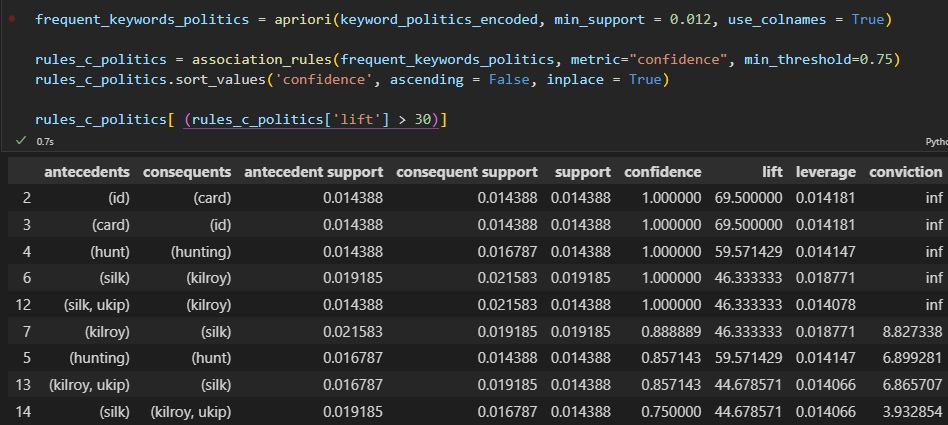 frequent_keywords_politics = apriori(keyword_politics_encoded, min_support = 0.012, use_colnames = True)
rules_c_politics = association_rules(frequent_keywords_politics, metric="confidence", min_threshold=0.75)
rules_c_politics.sort_values('confidence', ascending = False, inplace = True)
rules_c_politics[ (rules_c_politics['lift'] > 30)]
0.7s Pytho
antecedents consequents antecedent support consequent support support confidence lift leverage conviction
2 (id) (card) 0.014388 0.014388 0.014388 1.000000 69.500000 0.014181 inf
3 (card) (id) 0.014388 0.014388 0.014388 1.000000 69.500000 0.014181 inf
4 (hunt) (hunting) 0.014388 0.016787 0.014388 1.000000 59.571429 0.014147 inf
6 (silk) (kilroy) 0.019185 0.021583 0.019185 1.000000 46.333333 0.018771 inf
12 (silk, ukip) (kilroy) 0.014388 0.021583 0.014388 1.000000 46.333333 0.014078 inf
7 (kilroy) (silk) 0.021583 0.019185 0.019185 0.888889 46.333333 0.018771 8.827338
5 (hunting) (hunt) 0.016787 0.014388 0.014388 0.857143 59.571429 0.014147 6.899281
13 (kilroy, ukip) (silk) 0.016787 0.019185 0.014388 0.857143 44.678571 0.014066 6.865707
14 (silk) (kilroy, ukip) 0.019185 0.016787 0.014388 0.750000 44.678571 0.014066 3.932854